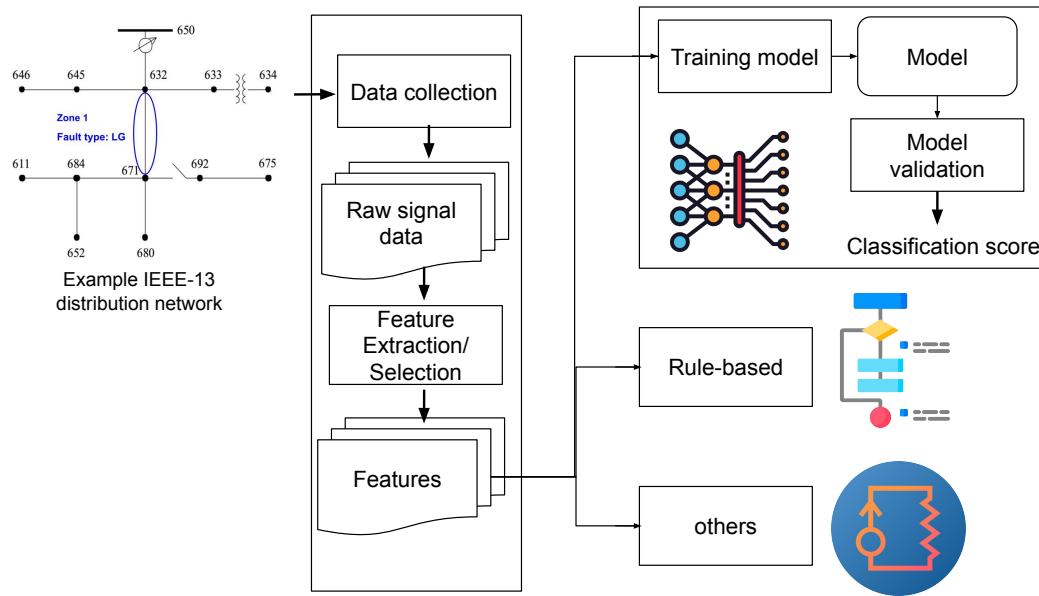 650
646
645
632
633
634
Zone 1
Fault type: LG
611
684
671
692
675
652
680
Example IEEE-13
distribution network
Data collection
Raw signal
data
Feature
Extraction/
Selection
Features
Training model
Model
Model
validation
Classification score
Rule-based
others